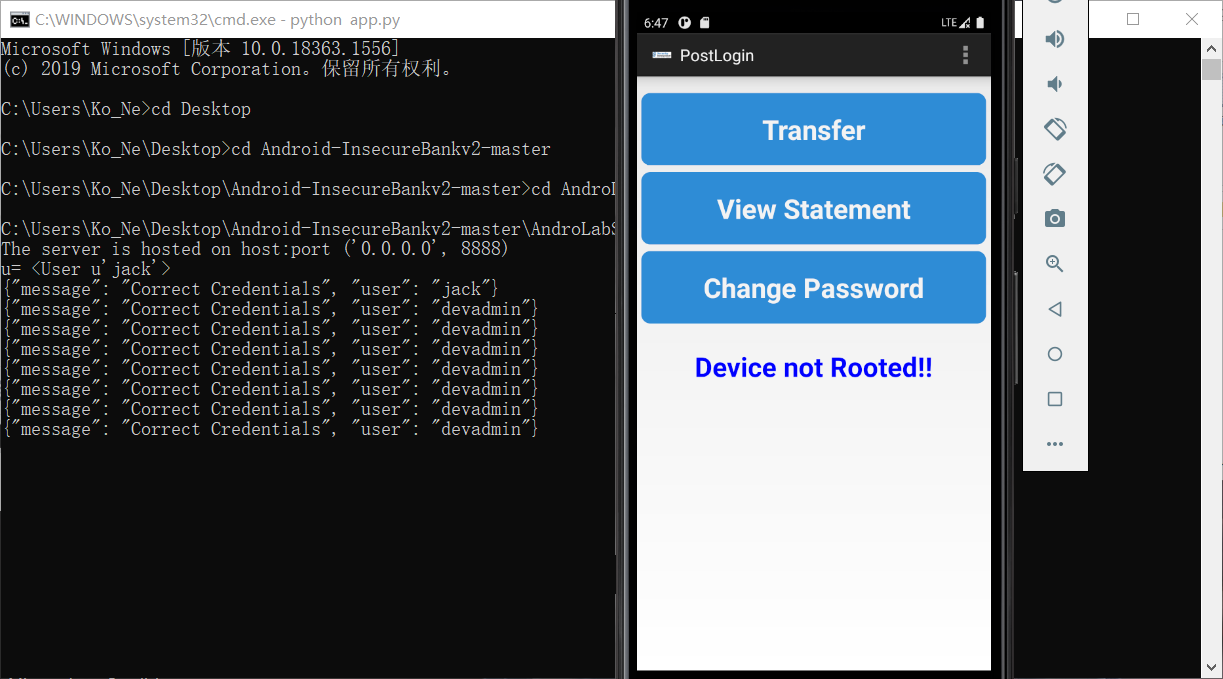 C:\WINDOWS\system32\cmd.exe - python  app.py
Microsoft Windows [版本 10.0.18363.1556]
(c) 2019 Microsoft Corporation。保留所有权利。
C:\Users\Ko_Ne>cd Desktop
C:\Users\Ko_Ne\Desktop>cd Android-InsecureBankv2-master
C:\Users\Ko_Ne\Desktop\Android-InsecureBankv2-master>cd Andro
C:\Users\Ko_Ne\Desktop\Android-InsecureBankv2-master\AndroLab
The server is hosted on host:port ('0.0.0.0', 8888)
u= <User u'jack'>
{"message": "Correct Credentials", "user": "jack"}
{"message": "Correct Credentials", "user": "devadmin"}
{"message": "Correct Credentials", "user": "devadmin"}
{"message": "Correct Credentials", "user": "devadmin"}
{"message": "Correct Credentials", "user": "devadmin"}
{"message": "Correct Credentials", "user": "devadmin"}
{"message": "Correct Credentials", "user": "devadmin"}
{"message": "Correct Credentials", "user": "devadmin"}
6:47
LTE
PostLogin
Transfer
View Statement
Change Password
Device not Rooted!!